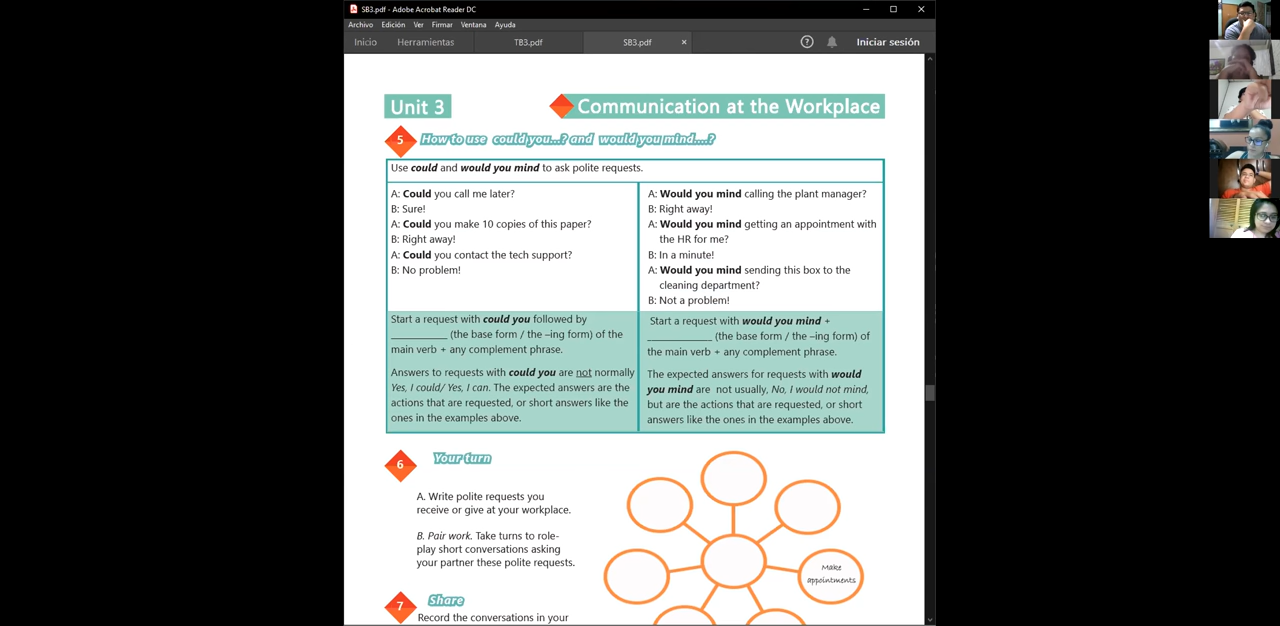 SB3.pdf - Adobe Acrobat Reader DC
Archivo Edición Ver Firmar Ventana Ayuda
Inicio Herramientas TB3.pdf SB3.pdf × ? Iniciar sesión
Unit 3 Communication at the Workplace
5 How to use could you...? and would you mind....?
Use could and would you mind to ask polite requests.
A: Could you call me later?
B: Sure!
A: Could you make 10 copies of this paper?
B: Right away!
A: Could you contact the tech support?
B: No problem!
A: Would you mind calling the plant manager?
B: Right away!
A: Would you mind getting an appointment with
the HR for me?
B: In a minute!
A: Would you mind sending this box to the
cleaning department?
B: Not a problem!
Start a request with could you followed by
____________ (the base form / the –ing form) of the
main verb + any complement phrase.
Answers to requests with could you are not normally
Yes, I could/ Yes, I can. The expected answers are the
actions that are requested, or short answers like the
ones in the examples above.
Start a request with would you mind +
______________ (the base form / the –ing form) of
the main verb + any complement phrase.
The expected answers for requests with would
you mind are not usually, No, I would not mind,
but are the actions that are requested, or short
answers like the ones in the examples above.
6 Your turn
A. Write polite requests you
receive or give at your workplace.
B. Pair work. Take turns to role-
play short conversations asking
your partner these polite requests.
Make
appointments
7 Share
Record the conversations in your